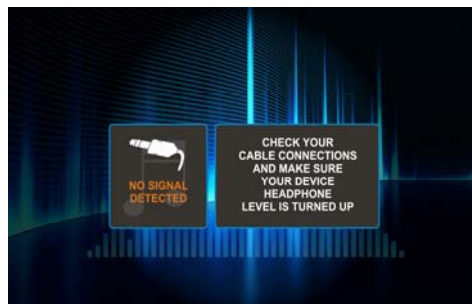 NO SIGNAL
DETECTED
CHECK YOUR
CABLE CONNECTIONS
AND MAKE SURE
YOUR DEVICE
HEADPHONE
LEVEL IS TURNED UP